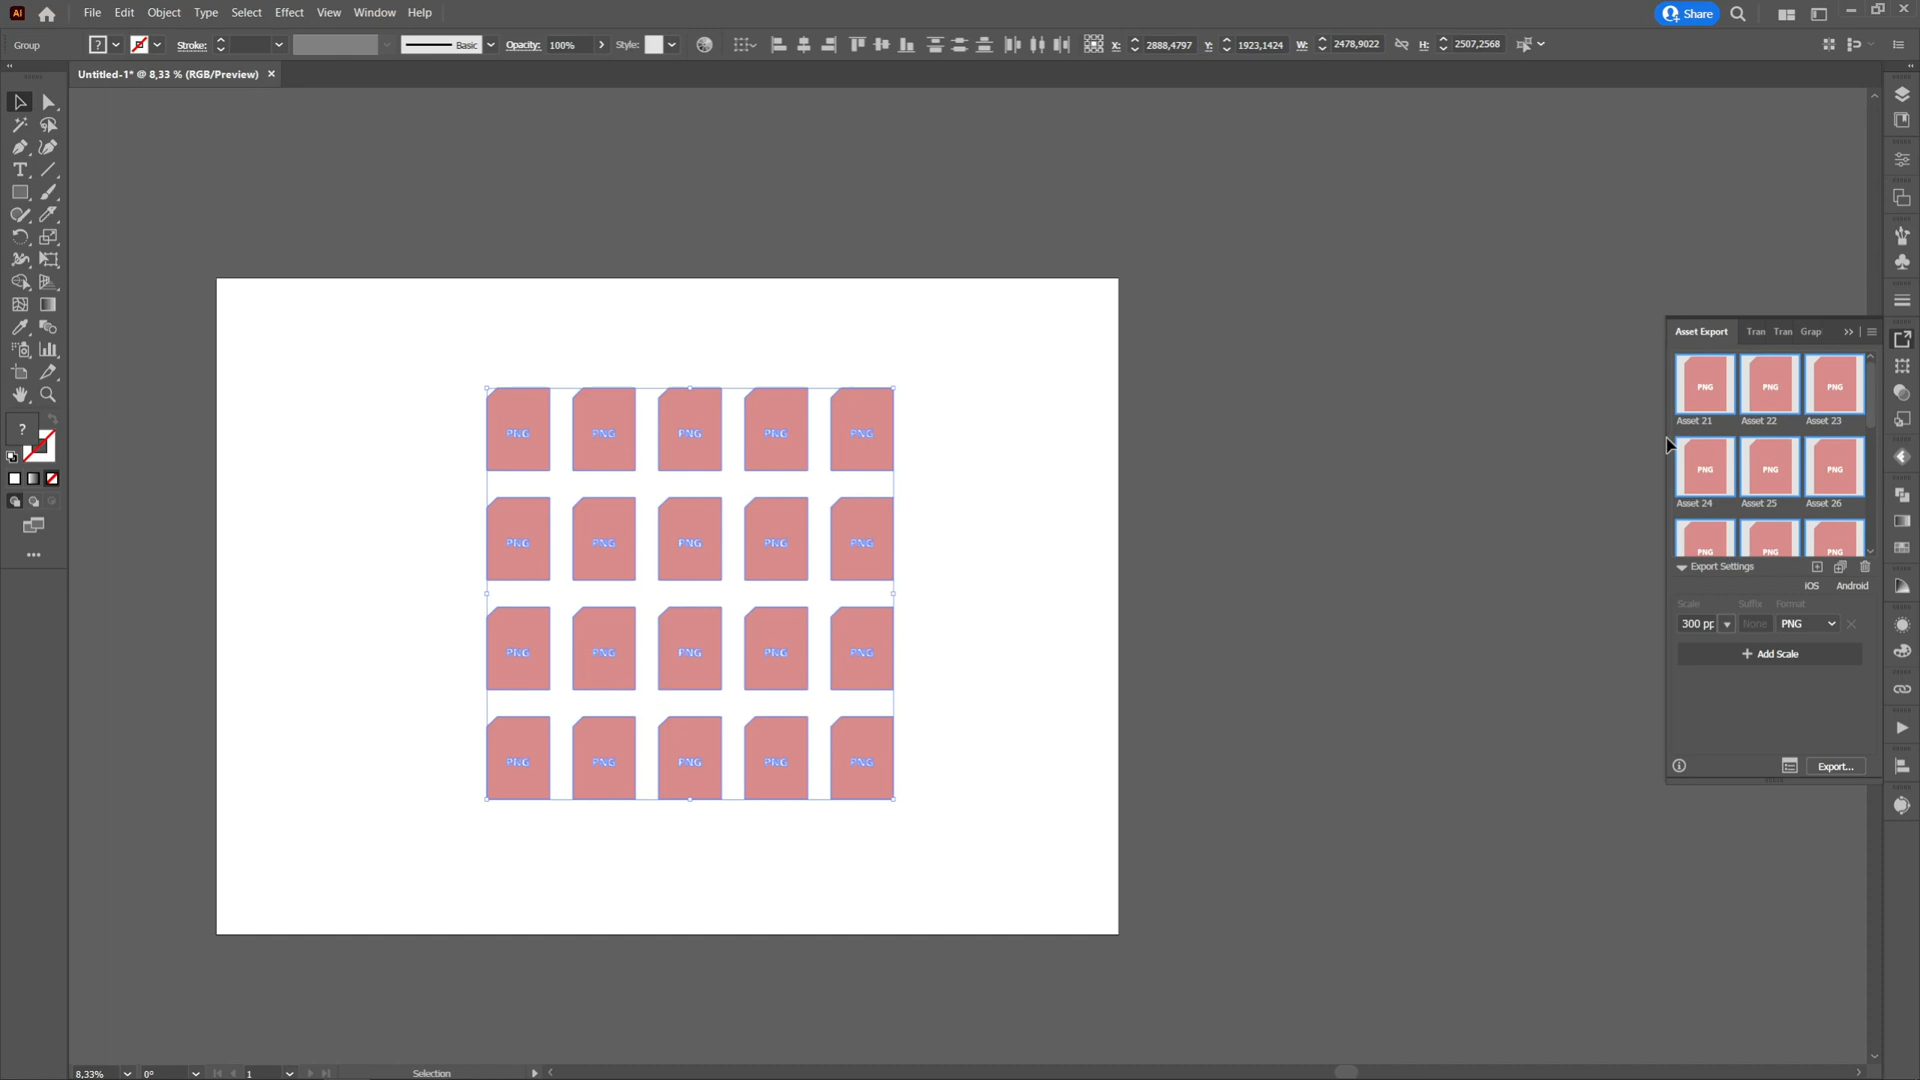 Ai File Edit Object Type Select Effect View Window Help Share
Group ? Stroke: Basic Opacity: 100% Style: X: 2888,4797 Y: 1923,1424 W: 2478,9022 H: 2507,2568
Untitled-1* @ 8,33 % (RGB/Preview) ×
Asset Export Tran Tran Grap
PNG PNG PNG
Asset 21 Asset 22 Asset 23
PNG PNG PNG PNG PNG
PNG PNG PNG
Asset 24 Asset 25 Asset 26
PNG PNG PNG PNG PNG
PNG PNG PNG
Export Settings
iOS Android
Scale Suffix Format
300 pp None PNG
+ Add Scale
PNG PNG PNG PNG PNG
PNG PNG PNG PNG PNG
Export...
?
8,33% 0° 1 Selection